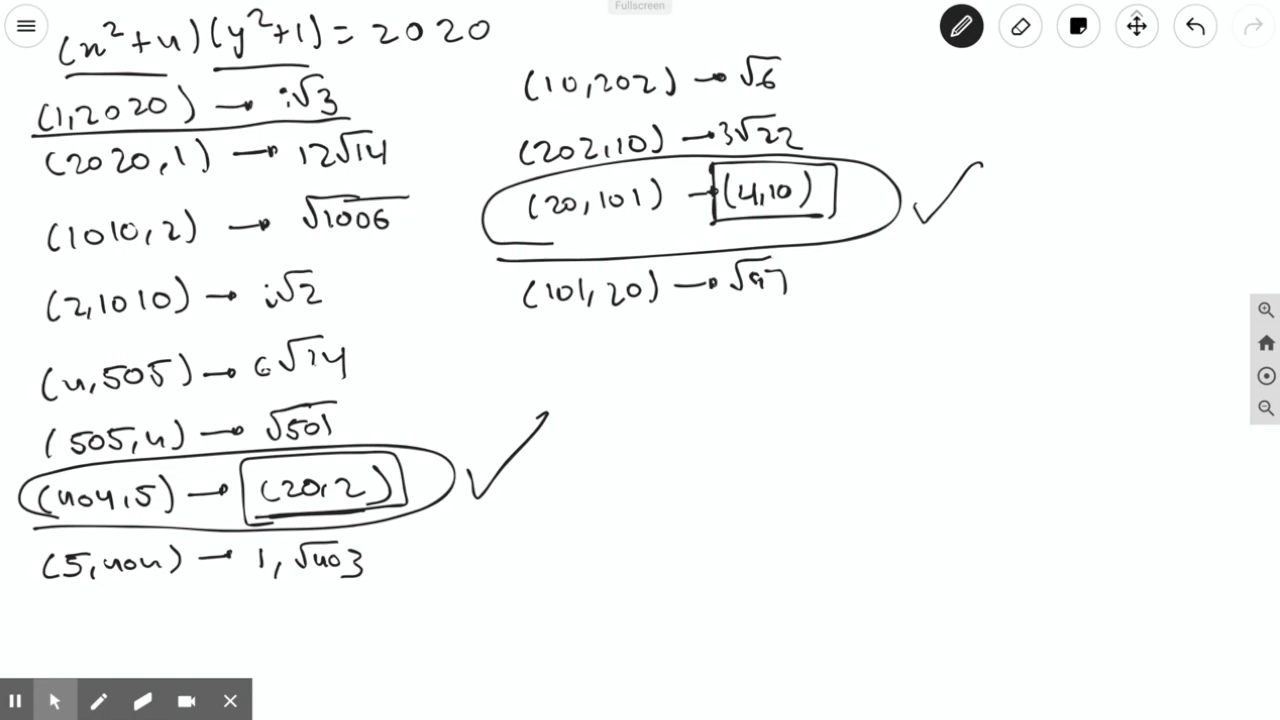 Fullscreen
(x²+4)(y²+1)=2020
(1,2020) → i√3
(2020,1) → 12√14
(1010,2) → √1006
(2,1010) → i√2
(4,505) → 6√14
(505,4) → √501
(404,5) → (20,2)
(5,404) → 1,√403
(10,202) → √6
(202,10) → 3√22
(20,101) → (4,10)
(101,20) → √97